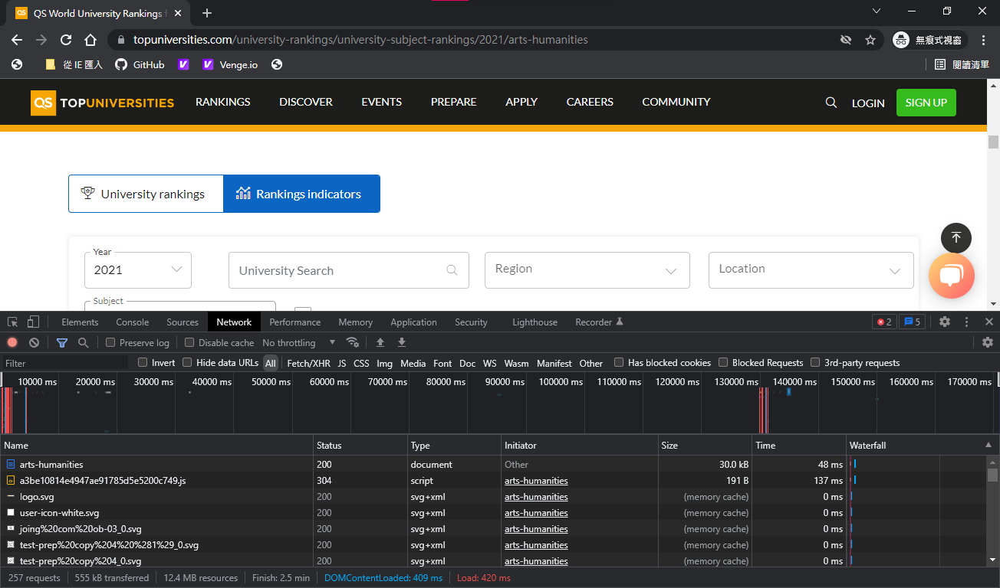 QS World University Rankings f
topuniversities.com/university-rankings/university-subject-rankings/2021/arts-humanities
無痕式視窗
從 IE 匯入
GitHub
Venge.io
閱讀清單
QS TOPUNIVERSITIES
RANKINGS DISCOVER EVENTS PREPARE APPLY CAREERS COMMUNITY
LOGIN
SIGN UP
University rankings
Rankings indicators
Year
2021
University Search
Region
Location
Subject
Elements Console Sources Network Performance Memory Application Security Lighthouse Recorder 2 5
Preserve log Disable cache No throttling
Filter Invert Hide data URLs All Fetch/XHR JS CSS Img Media Font Doc WS Wasm Manifest Other Has blocked cookies Blocked Requests 3rd-party requests
10000 ms 20000 ms 30000 ms 40000 ms 50000 ms 60000 ms 70000 ms 80000 ms 90000 ms 100000 ms 110000 ms 120000 ms 130000 ms 140000 ms 150000 ms 160000 ms 170000 ms
Name Status Type Initiator Size Time Waterfall
arts-humanities 200 document Other 30.0 kB 48 ms
a3be10814e4947ae91785d5e5200c749.js 304 script arts-humanities 191 B 137 ms
logo.svg 200 svg+xml arts-humanities (memory cache) 0 ms
user-icon-white.svg 200 svg+xml arts-humanities (memory cache) 0 ms
joing%20com%20ob-03_0.svg 200 svg+xml arts-humanities (memory cache) 0 ms
test-prep%20copy%204%20%281%29_0.svg 200 svg+xml arts-humanities (memory cache) 0 ms
test-prep%20copy%204_0.svg 200 svg+xml arts-humanities (memory cache) 0 ms
257 requests 555 kB transferred 12.4 MB resources Finish: 2.5 min DOMContentLoaded: 409 ms Load: 420 ms